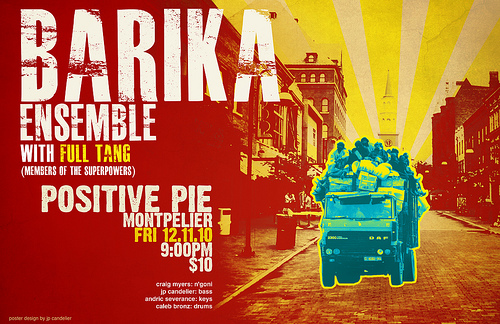 BARIKA
ENSEMBLE
WITH FULL TANG
(MEMBERS OF THE SUPERPOWERS)
POSITIVE PIE
MONTPELIER
FRI 12.11.10
9:00PM
$10
craig myers: n'goni
jp candelier: bass
andric severance: keys
caleb bronz: drums
DAF
poster design by jp candelier